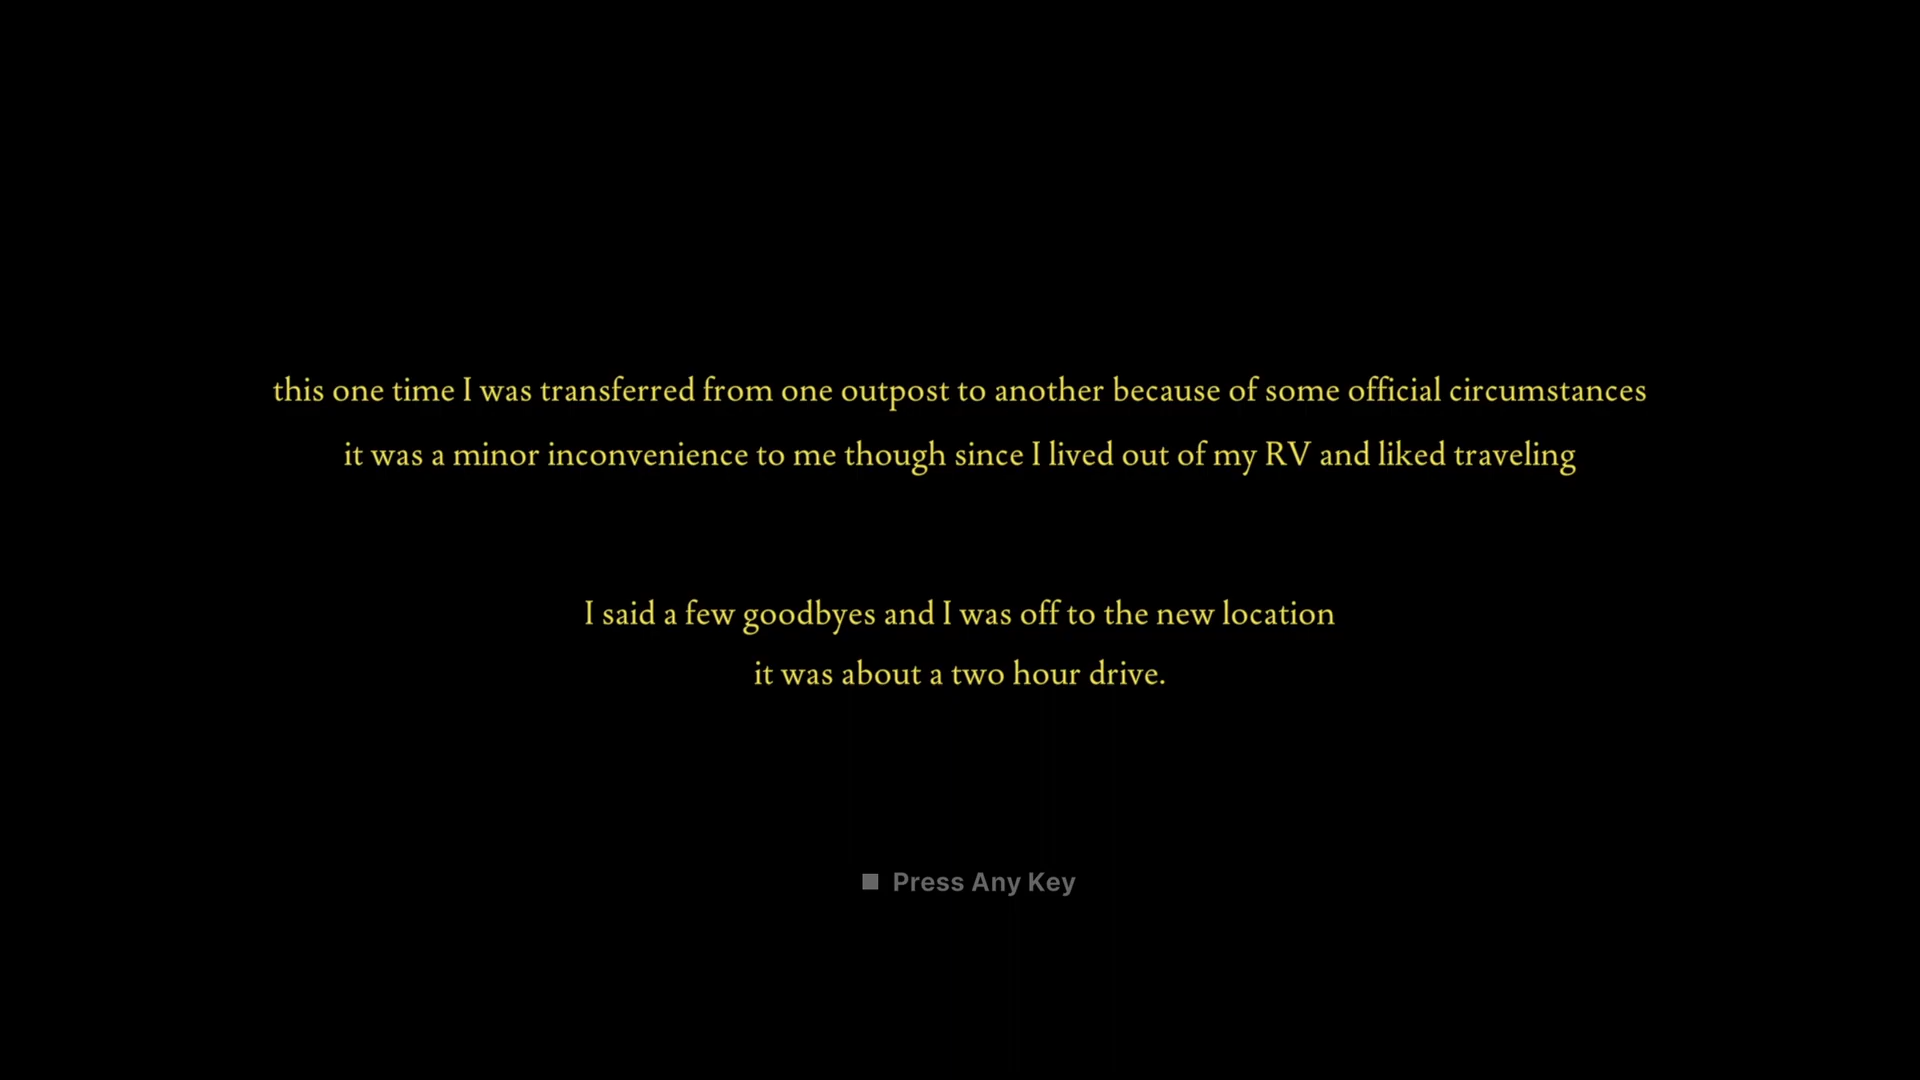 this one time I was transferred from one outpost to another because of some official circumstances
it was a minor inconvenience to me though since I lived out of my RV and liked traveling
I said a few goodbyes and I was off to the new location
it was about a two hour drive.
Press Any Key